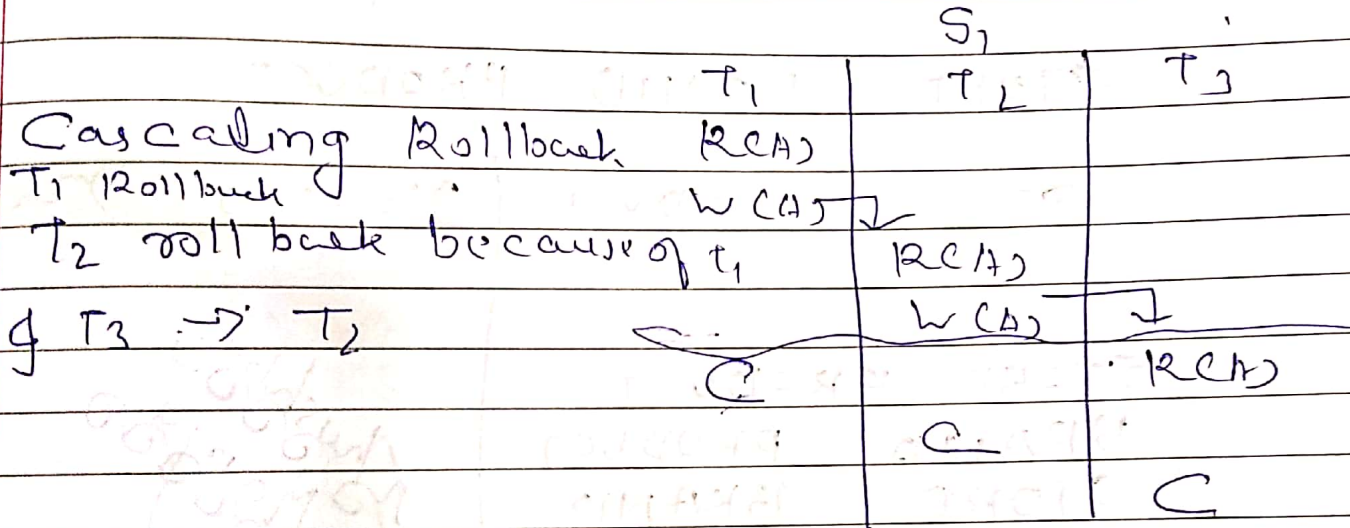 S1
T1 T2 T3
Cascading Rollback R(A)
T1 Rollback W(A)
T2 roll back because of t1 R(A)
& T3 → T2 W(A)
C R(A)
C
C